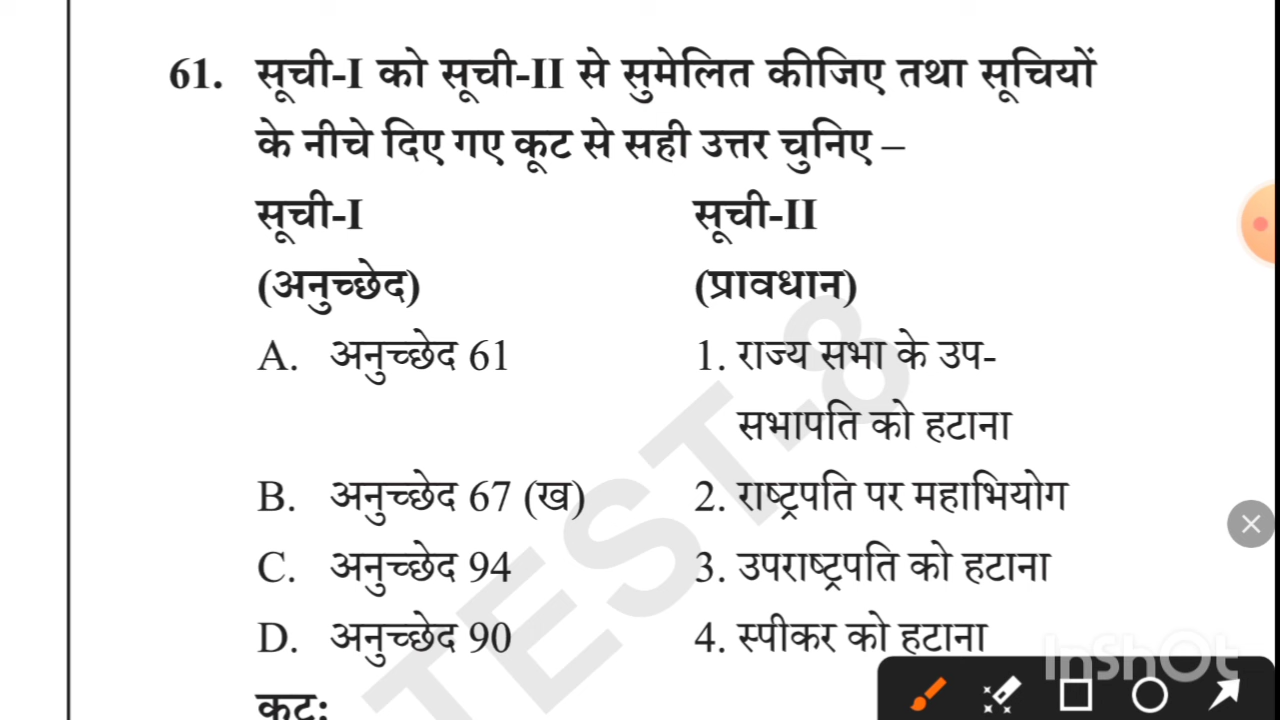 61. सूची-I को सूची-II से सुमेलित कीजिए तथा सूचियों
के नीचे दिए गए कूट से सही उत्तर चुनिए –
सूची-I सूची-II
(अनुच्छेद) (प्रावधान)
A. अनुच्छेद 61 1. राज्य सभा के उप-
सभापति को हटाना
B. अनुच्छेद 67 (ख) 2. राष्ट्रपति पर महाभियोग
C. अनुच्छेद 94 3. उपराष्ट्रपति को हटाना
D. अनुच्छेद 90 4. स्पीकर को हटाना
कूट:
TEST-8
InShOt